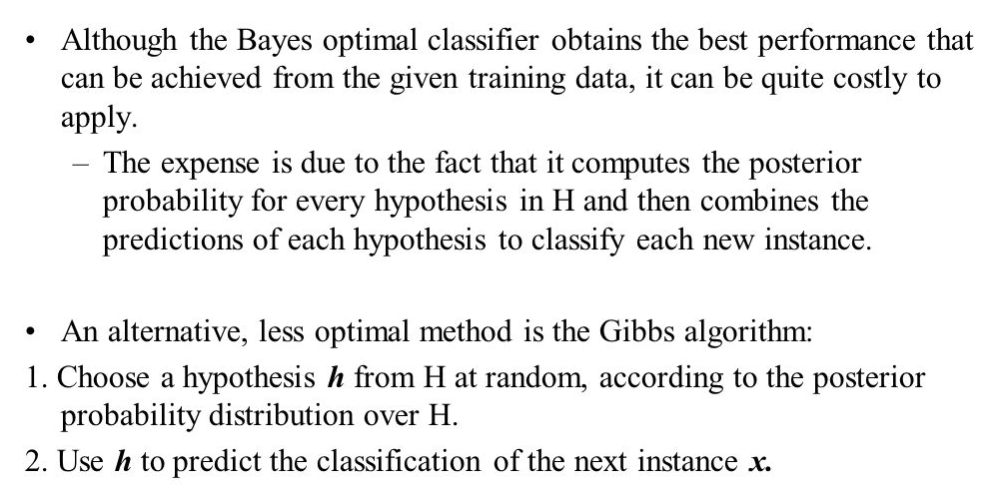 • Although the Bayes optimal classifier obtains the best performance that
can be achieved from the given training data, it can be quite costly to
apply.
– The expense is due to the fact that it computes the posterior
probability for every hypothesis in H and then combines the
predictions of each hypothesis to classify each new instance.
• An alternative, less optimal method is the Gibbs algorithm:
1. Choose a hypothesis h from H at random, according to the posterior
probability distribution over H.
2. Use h to predict the classification of the next instance x.